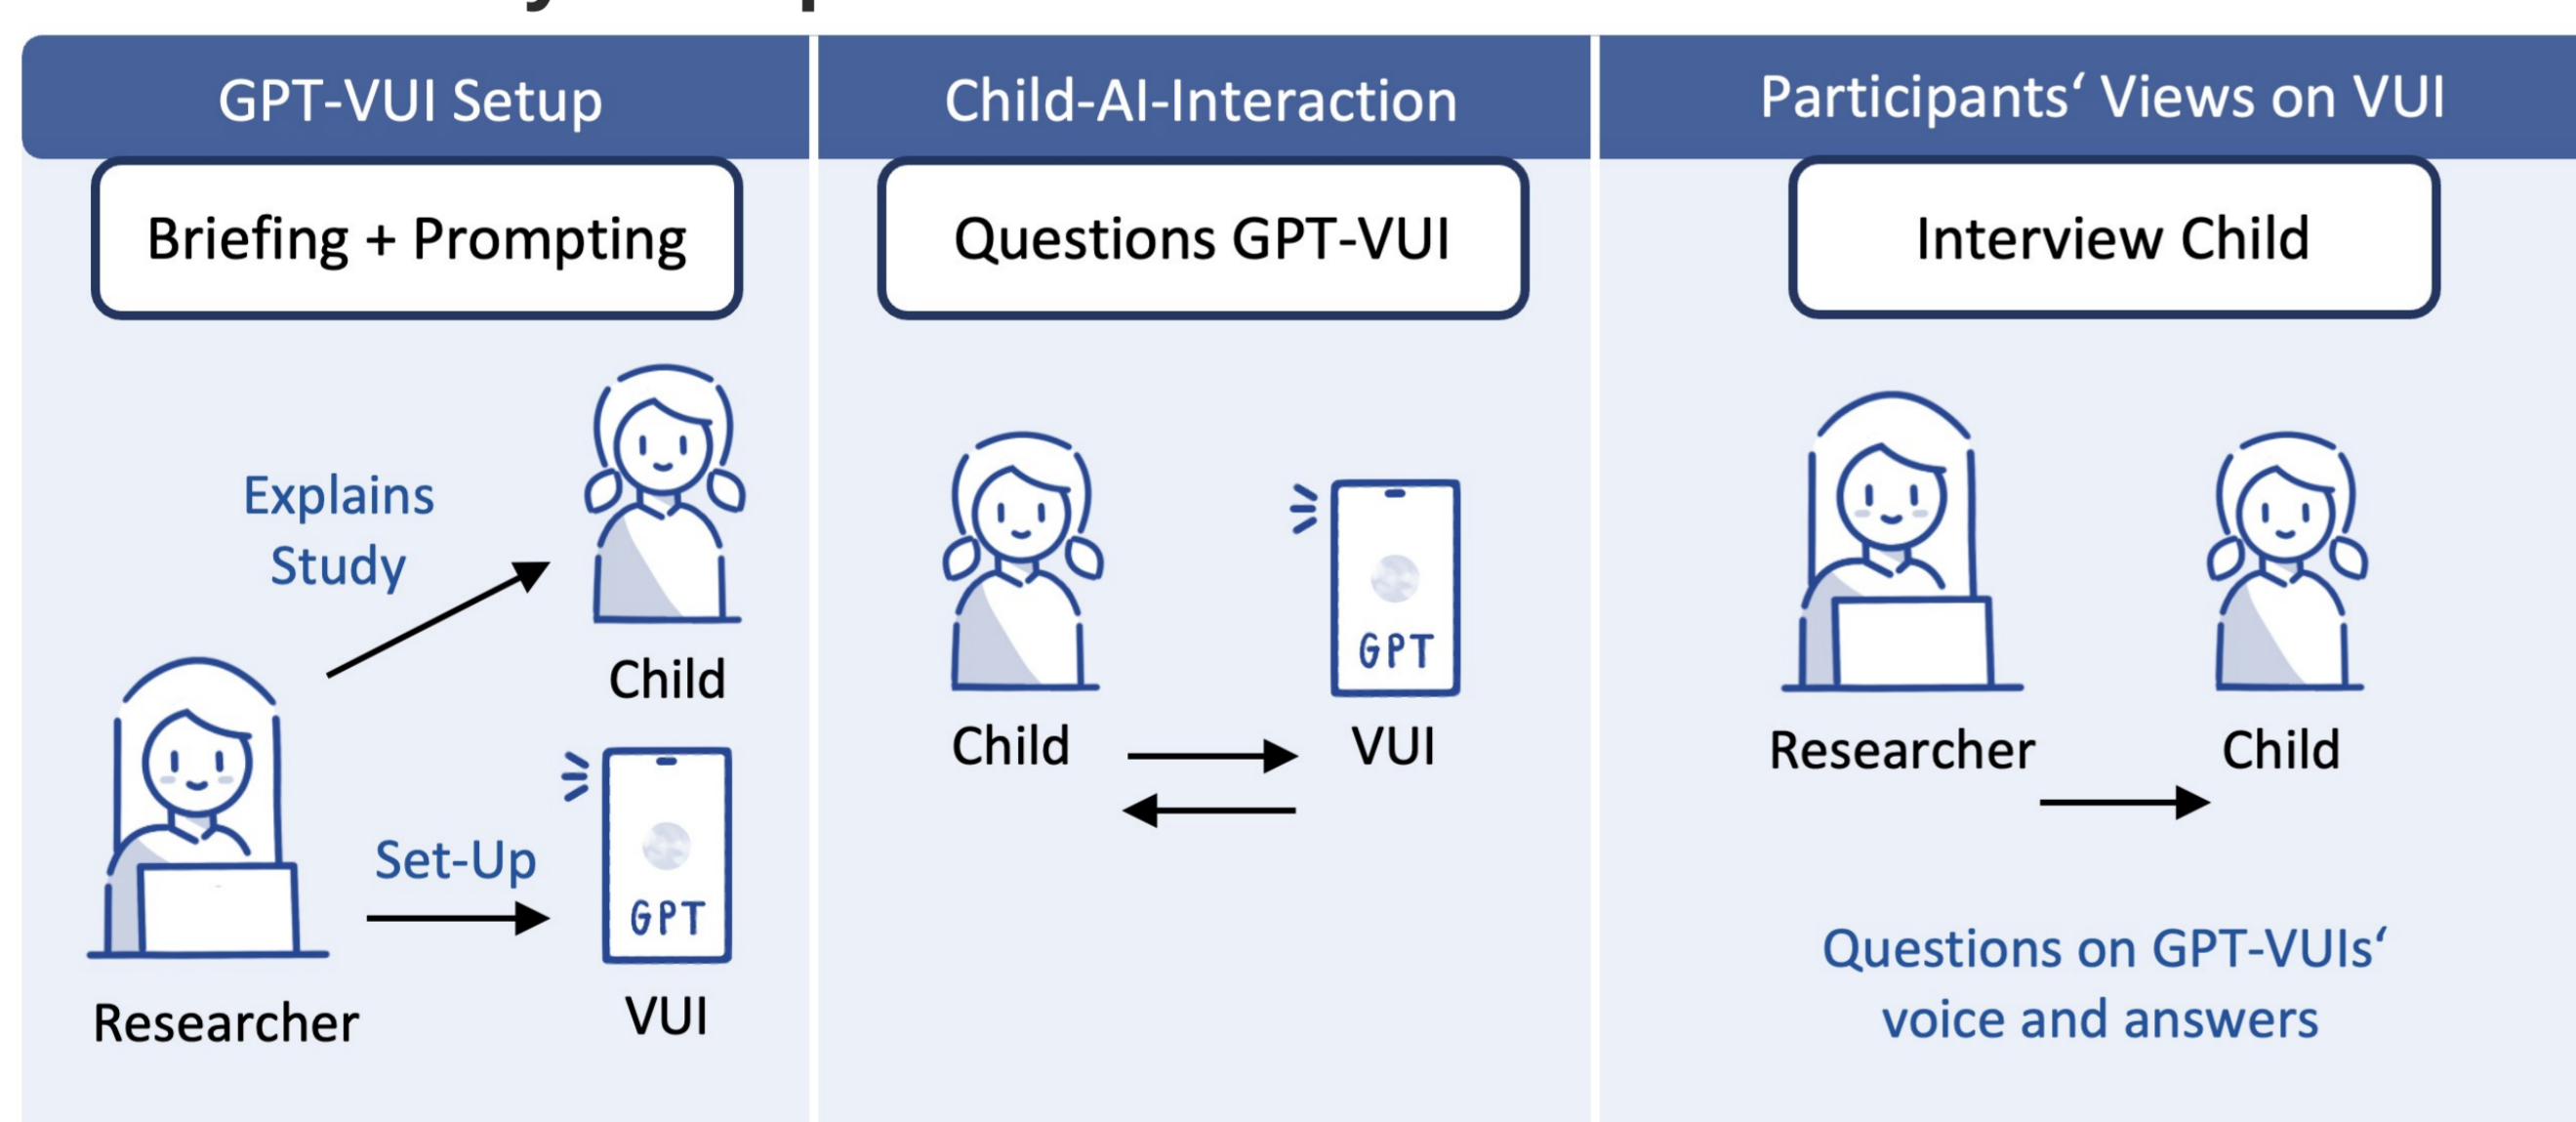 GPT-VUI Setup
Briefing + Prompting
Explains
Study
Child
Set-Up
GPT
Researcher
VUI
Child-AI-Interaction
Questions GPT-VUI
GPT
Child
VUI
Participants‘ Views on VUI
Interview Child
Researcher
Child
Questions on GPT-VUIs‘
voice and answers